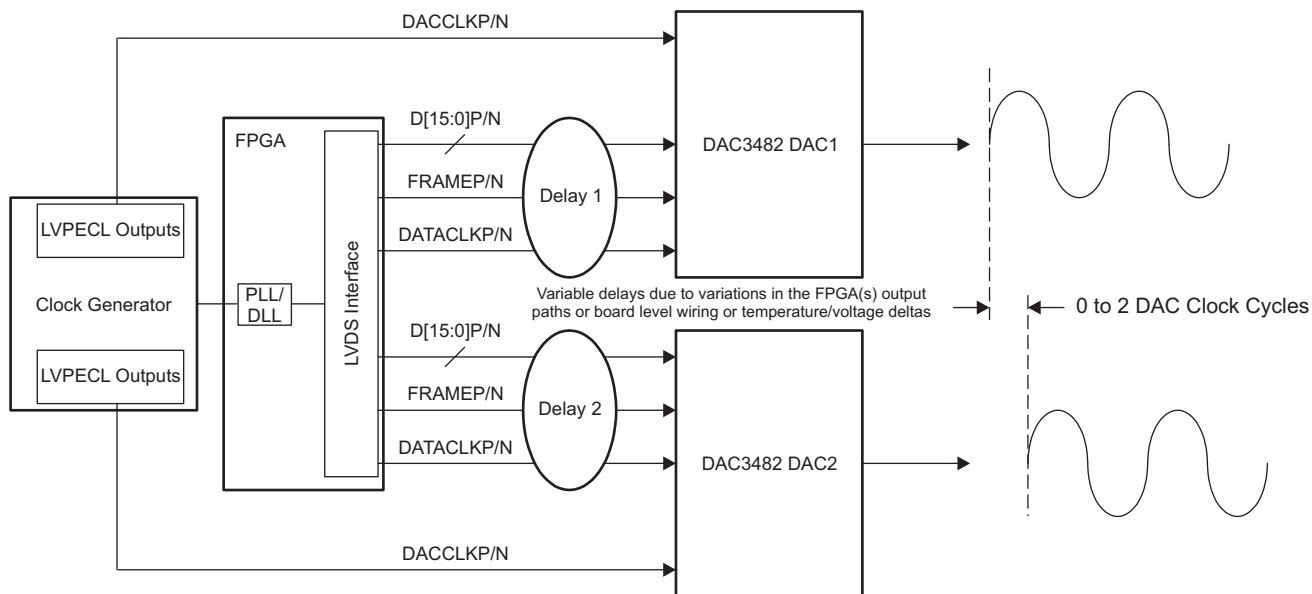 DACCLKP/N
FPGA
D[15:0]P/N
FRAMEP/N
DATACLKP/N
Delay 1
DAC3482 DAC1
LVPECL Outputs
Clock Generator
LVPECL Outputs
PLL/
DLL
LVDS Interface
Variable delays due to variations in the FPGA(s) output
paths or board level wiring or temperature/voltage deltas
0 to 2 DAC Clock Cycles
D[15:0]P/N
FRAMEP/N
DATACLKP/N
Delay 2
DAC3482 DAC2
DACCLKP/N